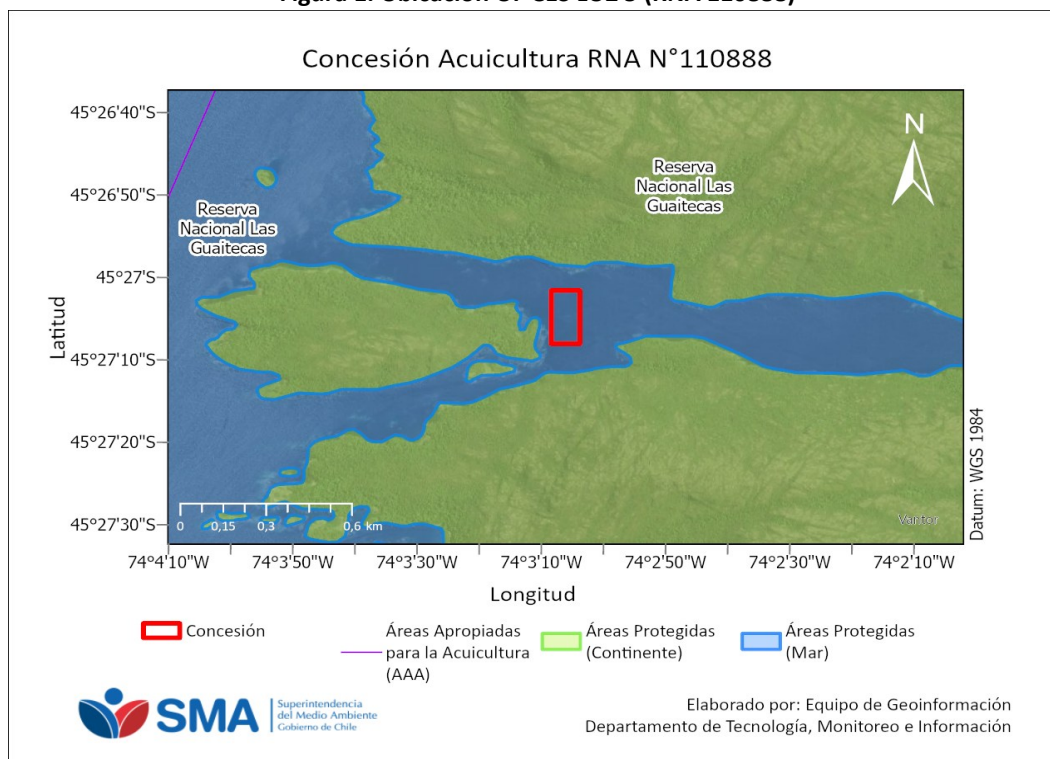 Concesión Acuicultura RNA N°110888
45°26'40"S
45°26'50"S
45°27'S
45°27'10"S
45°27'20"S
45°27'30"S
Latitud
Reserva
Nacional Las
Guaitecas
Reserva
Nacional Las
Guaitecas
N
Datum: WGS 1984
Vantor
0 0,15 0,3 0,6 km
74°4'10"W 74°3'50"W 74°3'30"W 74°3'10"W 74°2'50"W 74°2'30"W 74°2'10"W
Longitud
Concesión
Áreas Apropiadas
para la Acuicultura
(AAA)
Áreas Protegidas
(Continente)
Áreas Protegidas
(Mar)
SMA
Superintendencia
del Medio Ambiente
Gobierno de Chile
Elaborado por: Equipo de Geoinformación
Departamento de Tecnología, Monitoreo e Información